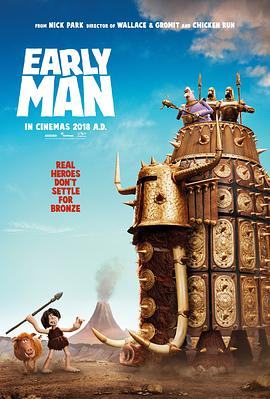 FROM NICK PARK DIRECTOR OF WALLACE & GROMIT AND CHICKEN RUN
EARLY
MAN
IN CINEMAS 2018 A.D.
REAL
HEROES
DON'T
SETTLE
FOR
BRONZE